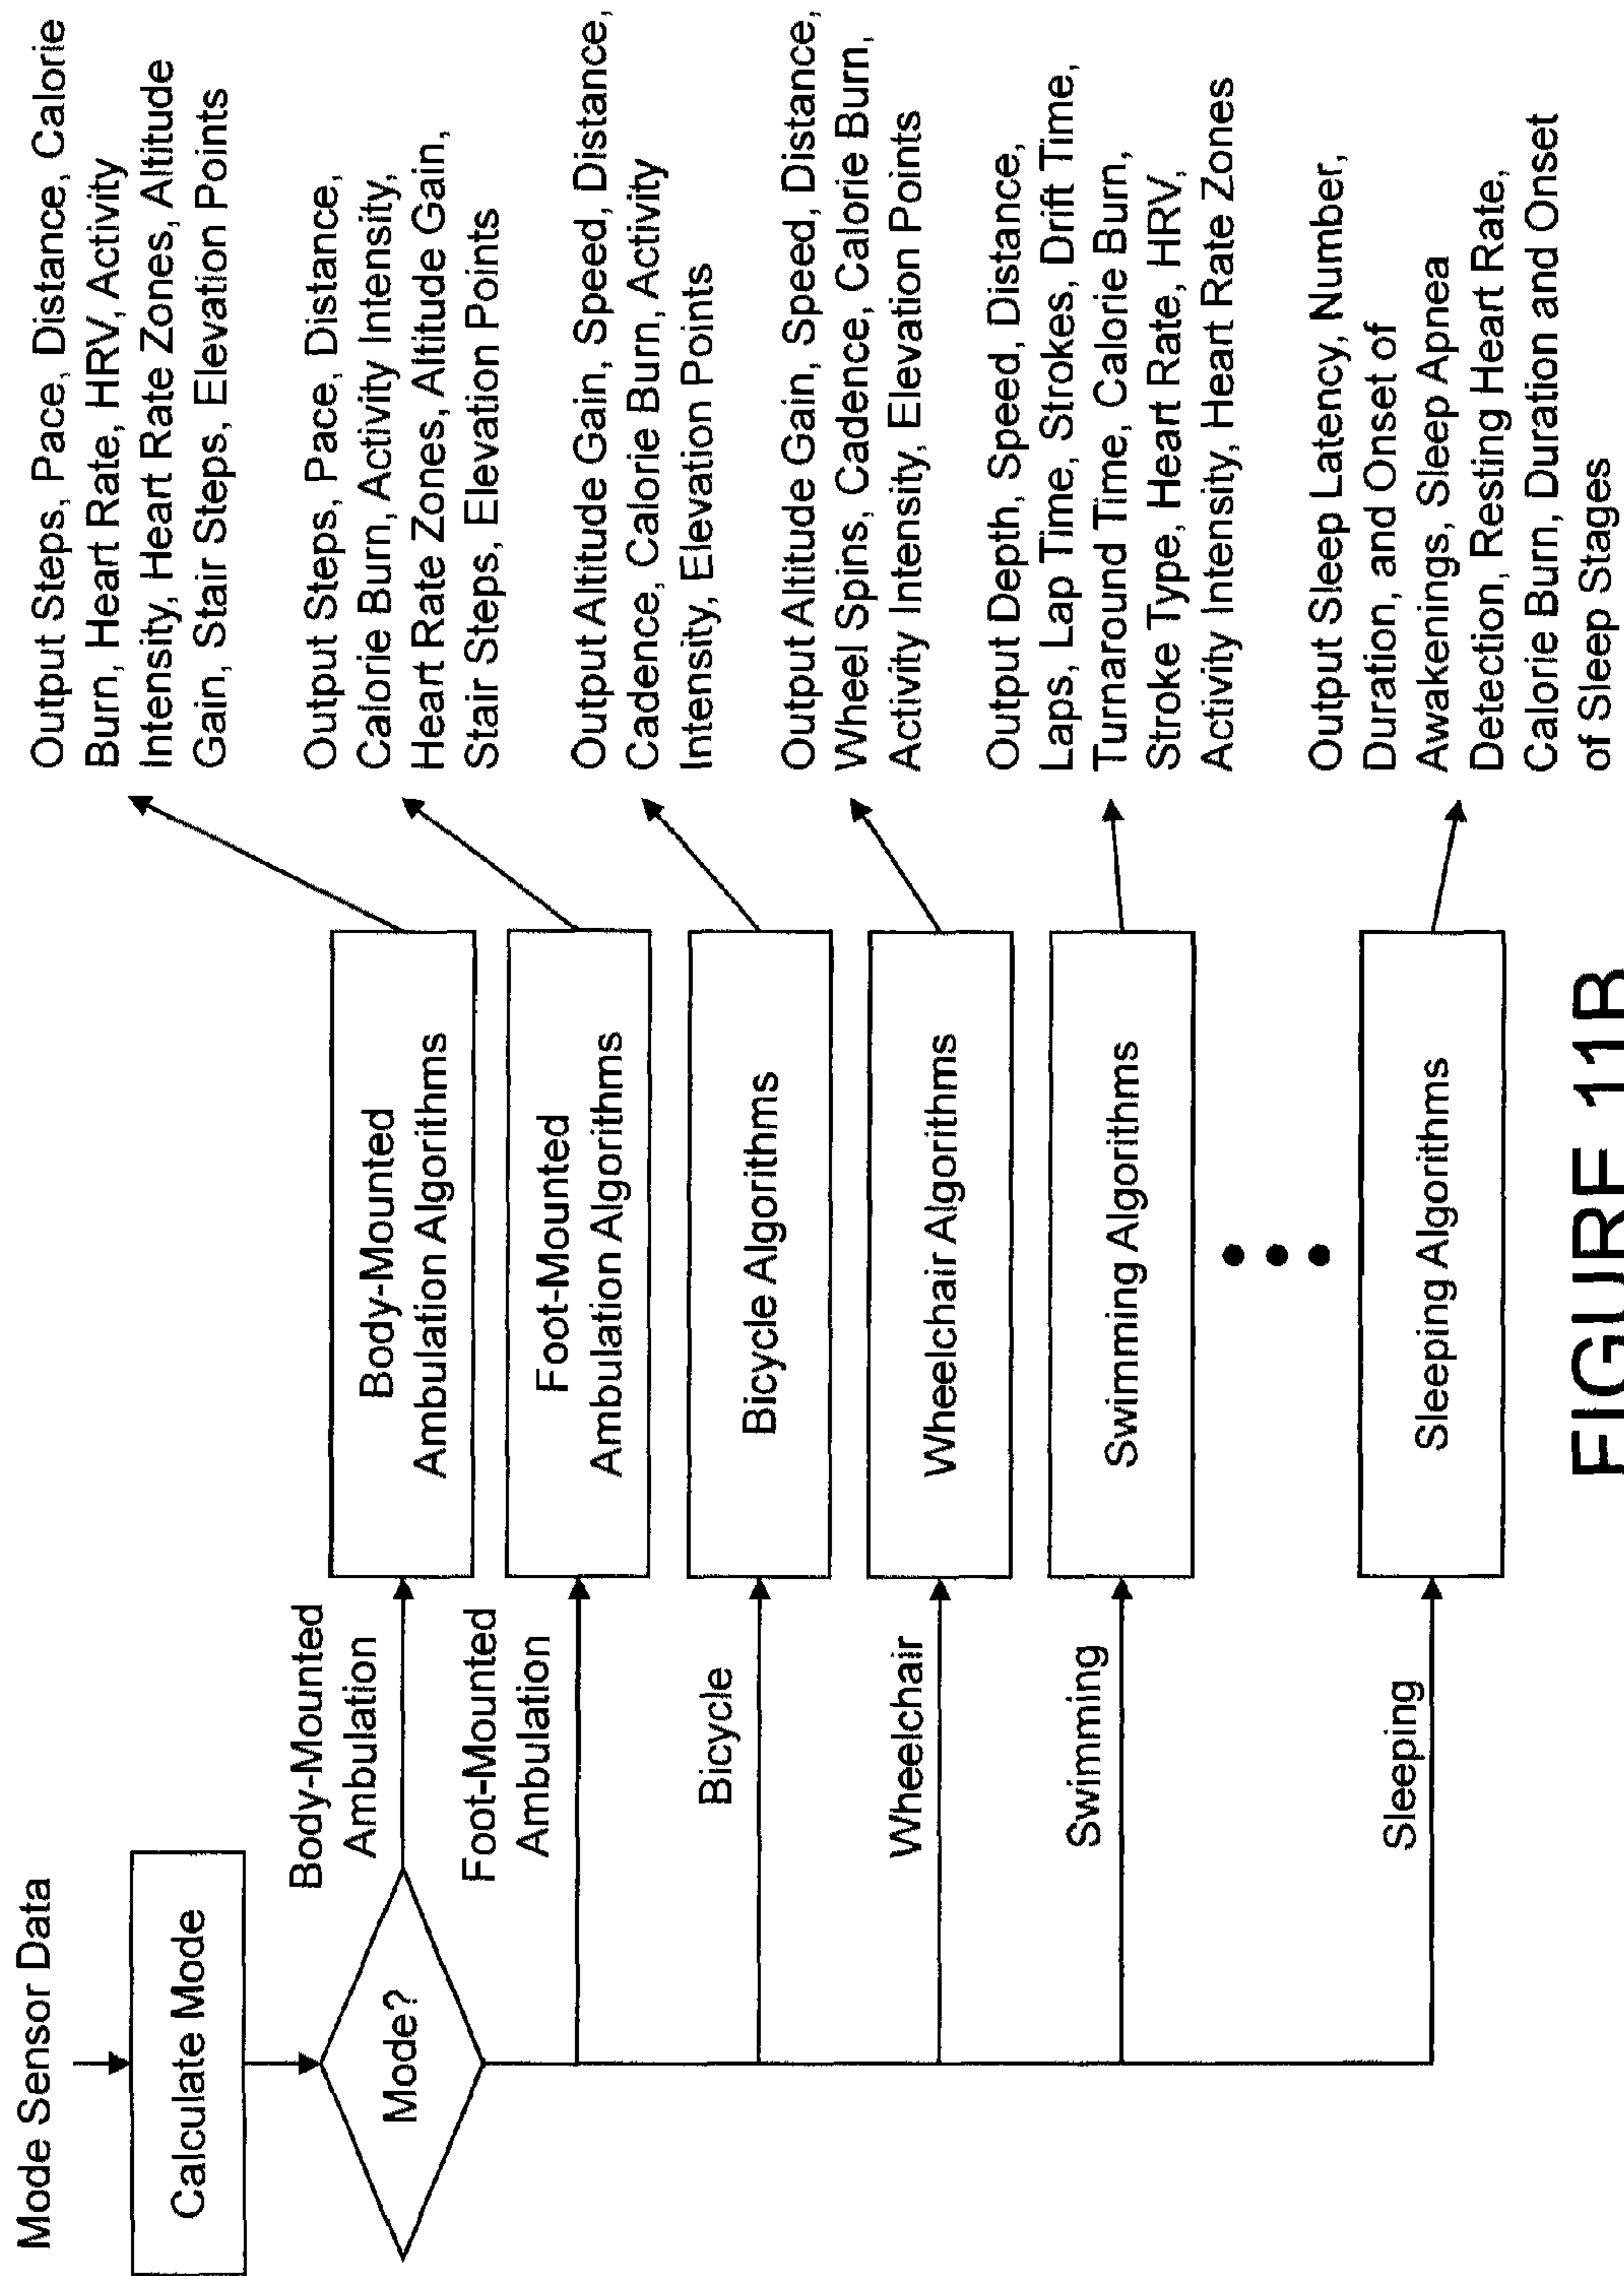 Mode Sensor Data
Calculate Mode
Mode?
Body-Mounted
Ambulation
Body-Mounted
Ambulation Algorithms
Output Steps, Pace, Distance, Calorie
Burn, Heart Rate, HRV, Activity
Intensity, Heart Rate Zones, Altitude
Gain, Stair Steps, Elevation Points
Foot-Mounted
Ambulation
Foot-Mounted
Ambulation Algorithms
Output Steps, Pace, Distance,
Calorie Burn, Activity Intensity,
Heart Rate Zones, Altitude Gain,
Stair Steps, Elevation Points
Bicycle
Bicycle Algorithms
Output Altitude Gain, Speed, Distance,
Cadence, Calorie Burn, Activity
Intensity, Elevation Points
Wheelchair
Wheelchair Algorithms
Output Altitude Gain, Speed, Distance,
Wheel Spins, Cadence, Calorie Burn,
Activity Intensity, Elevation Points
Swimming
Swimming Algorithms
Output Depth, Speed, Distance,
Laps, Lap Time, Strokes, Drift Time,
Turnaround Time, Calorie Burn,
Stroke Type, Heart Rate, HRV,
Activity Intensity, Heart Rate Zones
Sleeping
Sleeping Algorithms
Output Sleep Latency, Number,
Duration, and Onset of
Awakenings, Sleep Apnea
Detection, Resting Heart Rate,
Calorie Burn, Duration and Onset
of Sleep Stages
FIGURE 11B